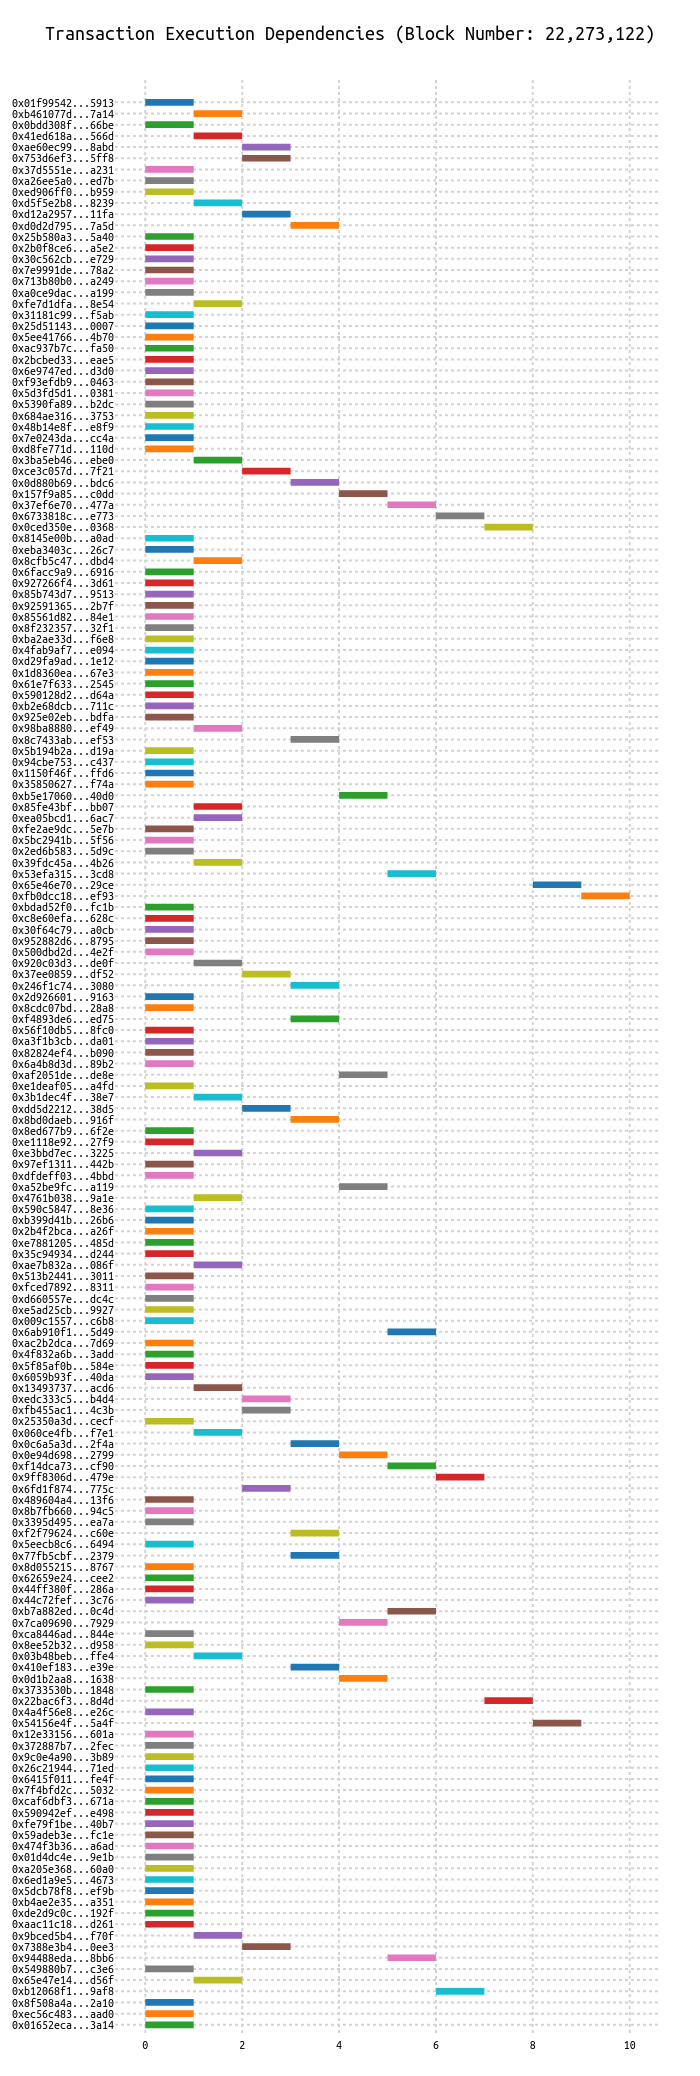 Transaction Execution Dependencies (Block Number: 22,273,122)
0x01f99542...5913
0xb461077d...7a14
0x0bdd308f...66be
0x41ed618a...566d
0xae60ec99...8abd
0x753d6ef3...5ff8
0x37d5551e...a231
0xa26ee5a0...ed7b
0xed906ff0...b959
0xd5f5e2b8...8239
0xd12a2957...11fa
0xd0d2d795...7a5d
0x25b580a3...5a40
0x2b0f8ce6...a5e2
0x30c562cb...e729
0x7e9991de...78a2
0x713b80b0...a249
0xa0ce9dac...a199
0xfe7d1dfa...8e54
0x31181c99...f5ab
0x25d51143...0007
0x5ee41766...4b70
0xac937b7c...fa50
0x2bcbed33...eae5
0x6e9747ed...d3d0
0xf93efdb9...0463
0x5d3fd5d1...0381
0x5390fa89...b2dc
0x684ae316...3753
0x48b14e8f...e8f9
0x7e0243da...cc4a
0xd8fe771d...110d
0x3ba5eb46...ebe0
0xce3c057d...7f21
0x0d880b69...bdc6
0x157f9a85...c0dd
0x37ef6e70...477a
0x6733818c...e773
0x0ced350e...0368
0x8145e00b...a0ad
0xeba3403c...26c7
0x8cfb5c47...dbd4
0x6facc9a9...6916
0x927266f4...3d61
0x85b743d7...9513
0x92591365...2b7f
0x85561d82...84e1
0x8f232357...32f1
0xba2ae33d...f6e8
0x4fab9af7...e094
0xd29fa9ad...1e12
0x1d8360ea...67e3
0x61e7f633...2545
0x590128d2...d64a
0xb2e68dcb...711c
0x925e02eb...bdfa
0x98ba8880...ef49
0x8c7433ab...ef53
0x5b194b2a...d19a
0x94cbe753...c437
0x1150f46f...ffd6
0x35850627...f74a
0xb5e17060...40d0
0x85fe43bf...bb07
0xea05bcd1...6ac7
0xfe2ae9dc...5e7b
0x5bc2941b...5f56
0x2ed6b583...5d9c
0x39fdc45a...4b26
0x53efa315...3cd8
0x65e46e70...29ce
0xfb0dcc18...ef93
0xbdad52f0...fc1b
0xc8e60efa...628c
0x30f64c79...a0cb
0x952882d6...8795
0x500dbd2d...4e2f
0x920c03d3...de0f
0x37ee0859...df52
0x246f1c74...3080
0x2d926601...9163
0x8cdc07bd...28a8
0xf4893de6...ed75
0x56f10db5...8fc0
0xa3f1b3cb...da01
0x82824ef4...b090
0x6a4b8d3d...89b2
0xaf2051de...de8e
0xe1deaf05...a4fd
0x3b1dec4f...38e7
0xdd5d2212...38d5
0x8bd0daeb...916f
0x8ed677b9...6f2e
0xe1118e92...27f9
0xe3bbd7ec...3225
0x97ef1311...442b
0xdfdeff03...4bbd
0xa52be9fc...a119
0x4761b038...9a1e
0x590c5847...8e36
0xb399d41b...26b6
0x2b4f2bca...a26f
0xe7881205...485d
0x35c94934...d244
0xae7b832a...086f
0x513b2441...3011
0xfced7892...8311
0xd660557e...dc4c
0xe5ad25cb...9927
0x009c1557...c6b8
0x6ab910f1...5d49
0xac2b2dca...7d69
0x4f832a6b...3add
0x5f85af0b...584e
0x6059b93f...40da
0x13493737...acd6
0xedc333c5...b4d4
0xfb455ac1...4c3b
0x25350a3d...cecf
0x060ce4fb...f7e1
0x0c6a5a3d...2f4a
0x0e94d698...2799
0xf14dca73...cf90
0x9ff8306d...479e
0x6fd1f874...775c
0x489604a4...13f6
0x8b7fb660...94c5
0x3395d495...ea7a
0xf2f79624...c60e
0x5eecb8c6...6494
0x77fb5cbf...2379
0x8d055215...8767
0x62659e24...cee2
0x44ff380f...286a
0x44c72fef...3c76
0xb7a882ed...0c4d
0x7ca09690...7929
0xca8446ad...844e
0x8ee52b32...d958
0x03b48beb...ffe4
0x410ef183...e39e
0x0d1b2aa8...1638
0x3733530b...1848
0x22bac6f3...8d4d
0x4a4f56e8...e26c
0x54156e4f...5a4f
0x12e33156...601a
0x372887b7...2fec
0x9c0e4a90...3b89
0x26c21944...71ed
0x6415f011...fe4f
0x7f4bfd2c...5032
0xcaf6dbf3...671a
0x590942ef...e498
0xfe79f1be...40b7
0x59adeb3e...fc1e
0x474f3b36...a6ad
0x01d4dc4e...9e1b
0xa205e368...60a0
0x6ed1a9e5...4673
0x5dcb78f8...ef9b
0xb4ae2e35...a351
0xde2d9c0c...192f
0xaac11c18...d261
0x9bced5b4...f70f
0x7388e3b4...0ee3
0x94488eda...8bb6
0x549880b7...c3e6
0x65e47e14...d56f
0xb12068f1...9af8
0x8f508a4a...2a10
0xec56c483...aad0
0x01652eca...3a14
0 2 4 6 8 10